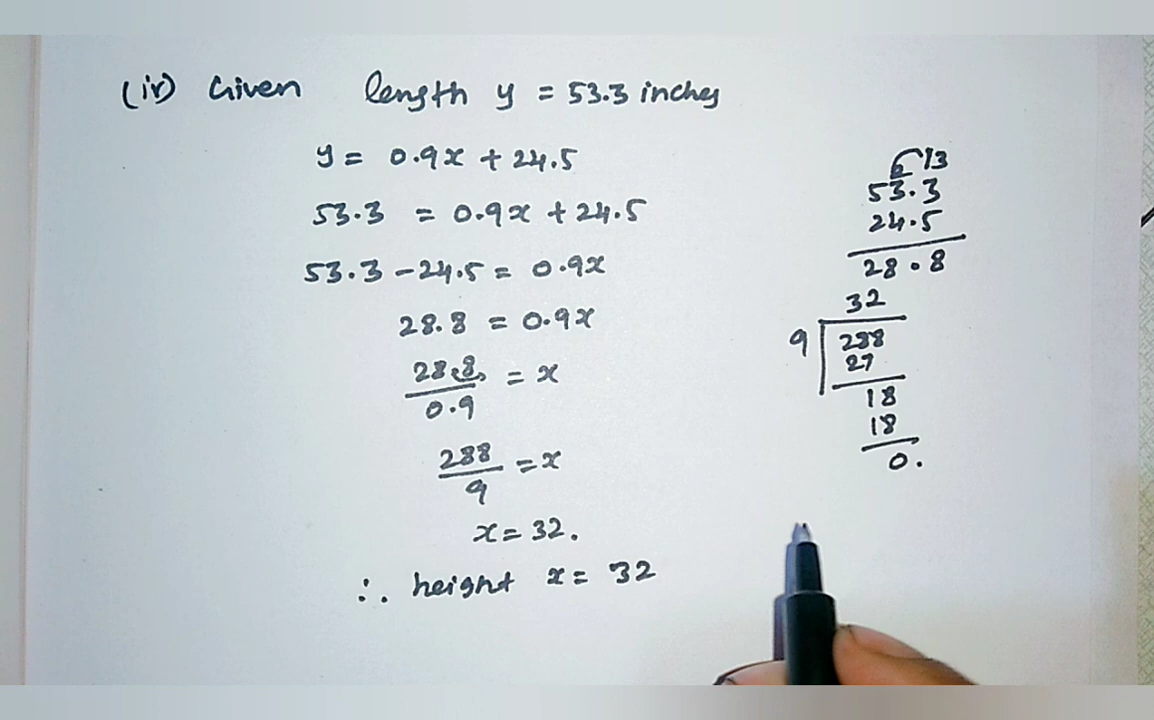 (iv) Given length y = 53.3 inches
y = 0.9x + 24.5
53.3 = 0.9x + 24.5
53.3 - 24.5 = 0.9x
28.8 = 0.9x
28.8 / 0.9 = x
288 / 9 = x
x = 32.
∴ height x = 32
13
53.3
24.5
28.8
32
9 288
27
18
18
0.